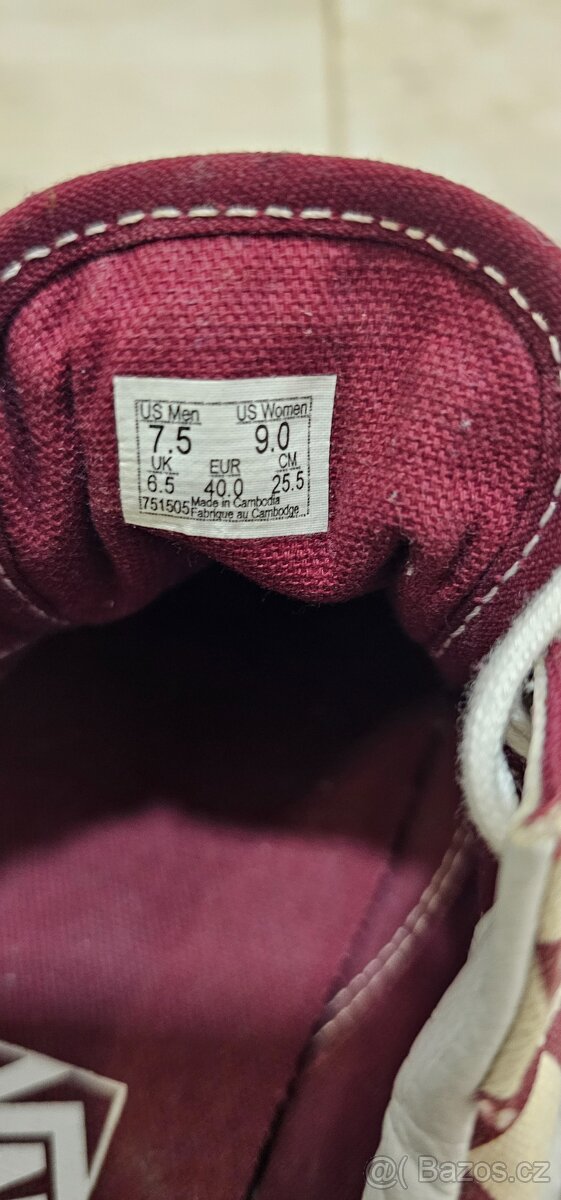 US Men US Women
7.5 9.0
UK EUR CM
6.5 40.0 25.5
751505 Made in Cambodia
Fabrique au Cambodge
@( Bazos.cz